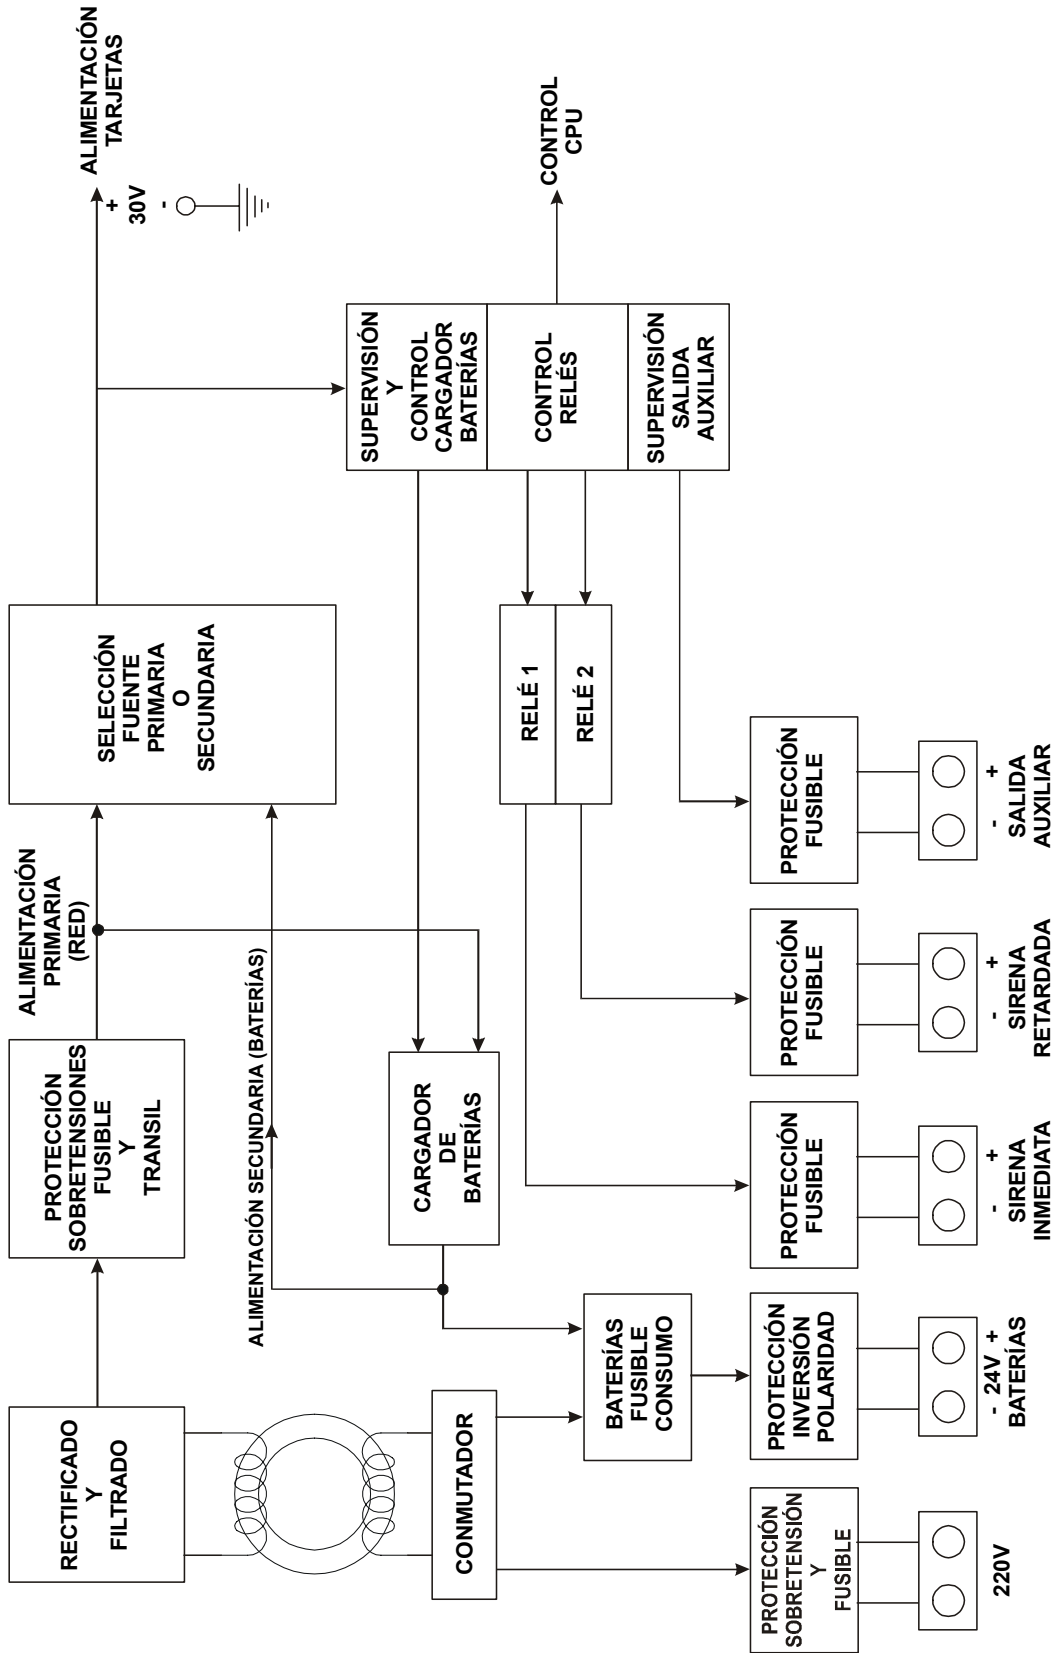 RECTIFICADO
Y
FILTRADO
PROTECCIÓN
SOBRETENSIONES
FUSIBLE
Y
TRANSIL
ALIMENTACIÓN
PRIMARIA
(RED)
SELECCIÓN
FUENTE
PRIMARIA
O
SECUNDARIA
ALIMENTACIÓN
TARJETAS
+
30V
-
ALIMENTACIÓN SECUNDARIA (BATERÍAS)
CONMUTADOR
CARGADOR
DE
BATERÍAS
SUPERVISIÓN
Y
CONTROL
CARGADOR
BATERÍAS
CONTROL
RELÉS
SUPERVISIÓN
SALIDA
AUXILIAR
CONTROL
CPU
RELÉ 1
RELÉ 2
BATERÍAS
FUSIBLE
CONSUMO
PROTECCIÓN
SOBRETENSIÓN
Y
FUSIBLE
PROTECCIÓN
INVERSIÓN
POLARIDAD
PROTECCIÓN
FUSIBLE
PROTECCIÓN
FUSIBLE
PROTECCIÓN
FUSIBLE
220V
- 24V +
BATERÍAS
- +
SIRENA
INMEDIATA
- +
SIRENA
RETARDADA
- +
SALIDA
AUXILIAR